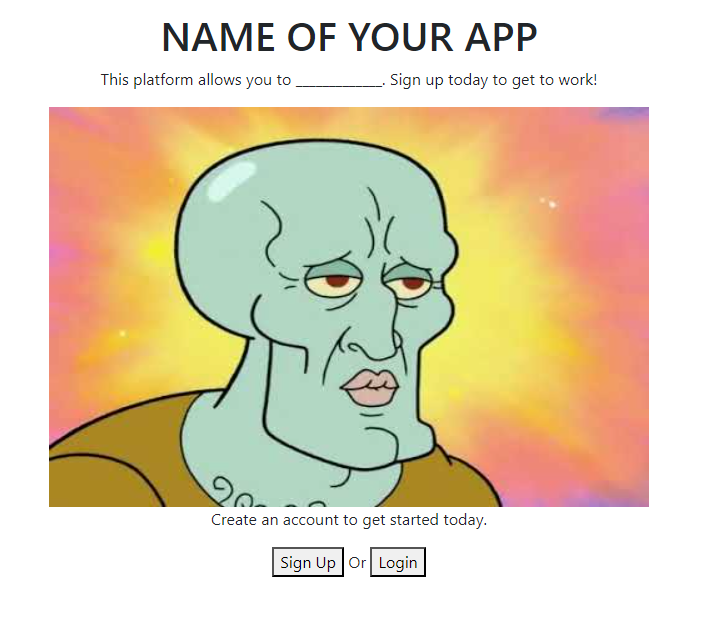 NAME OF YOUR APP
This platform allows you to _____________. Sign up today to get to work!
Create an account to get started today.
Sign Up Or Login